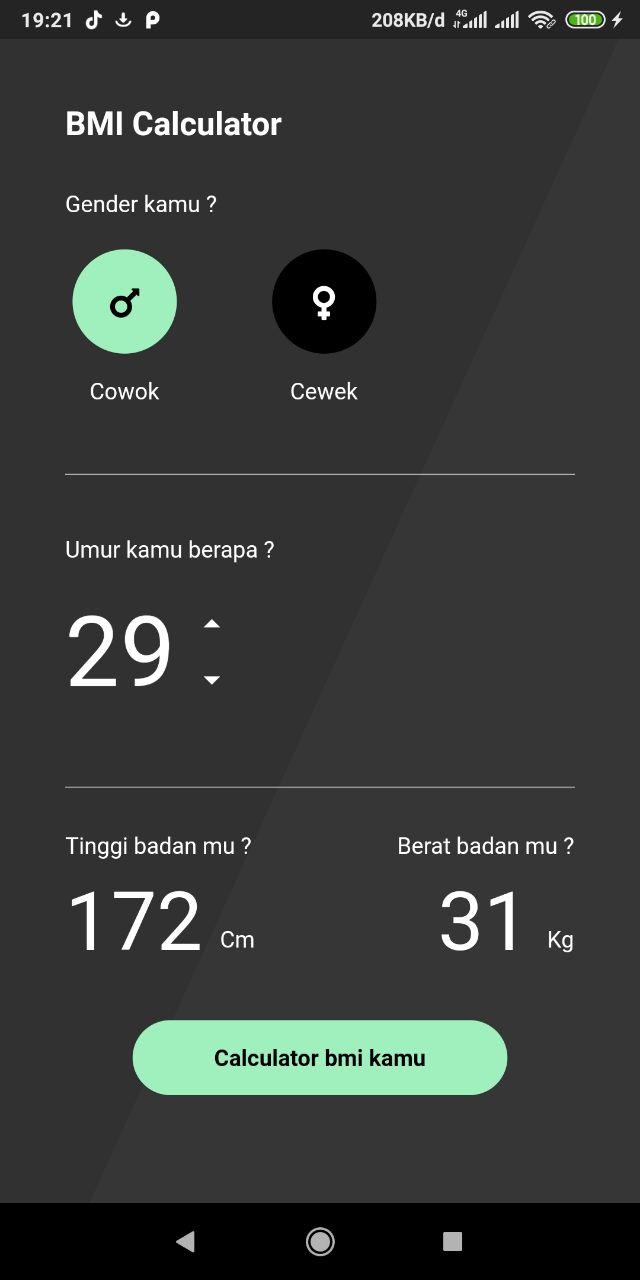 19:21 208KB/d 4G 100
BMI Calculator
Gender kamu ?
Cowok Cewek
Umur kamu berapa ?
29
Tinggi badan mu ? Berat badan mu ?
172 Cm 31 Kg
Calculator bmi kamu